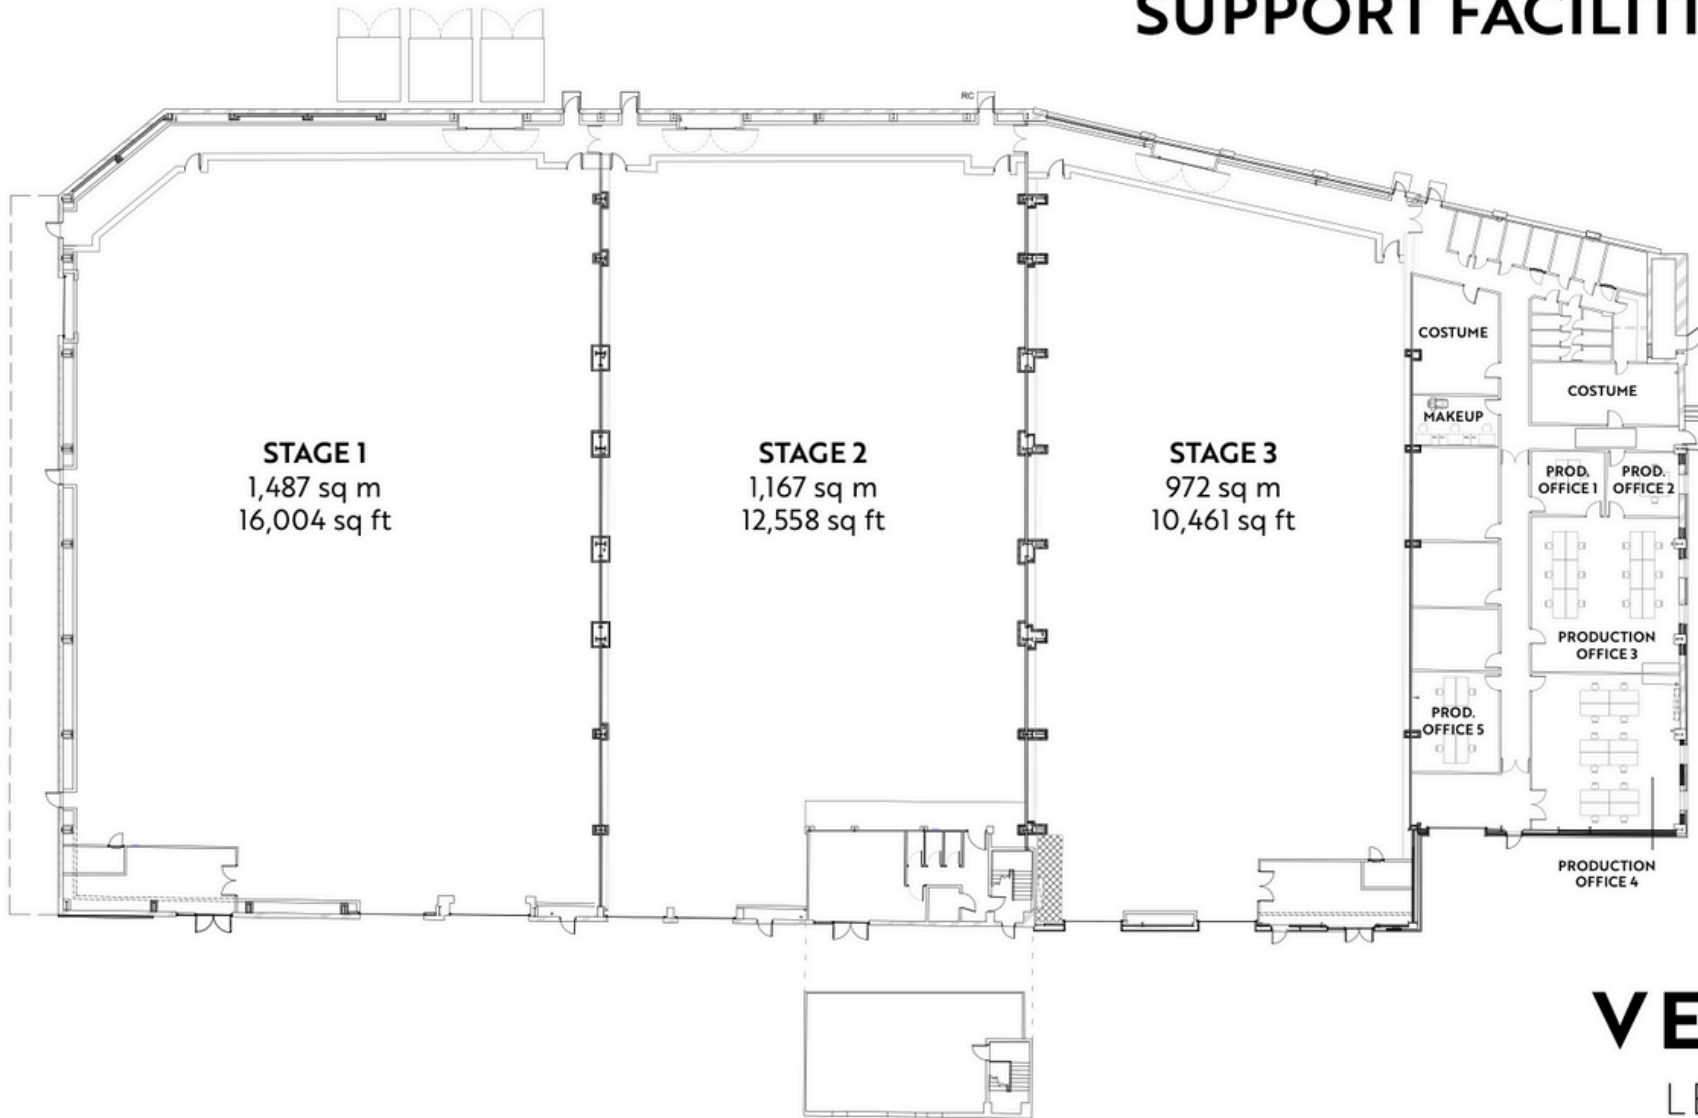 SUPPORT FACILITI
RC
STAGE 1
1,487 sq m
16,004 sq ft
STAGE 2
1,167 sq m
12,558 sq ft
STAGE 3
972 sq m
10,461 sq ft
COSTUME
MAKEUP
COSTUME
PROD.
OFFICE 1
PROD.
OFFICE 2
PRODUCTION
OFFICE 3
PROD.
OFFICE 5
PRODUCTION
OFFICE 4
VE
LE